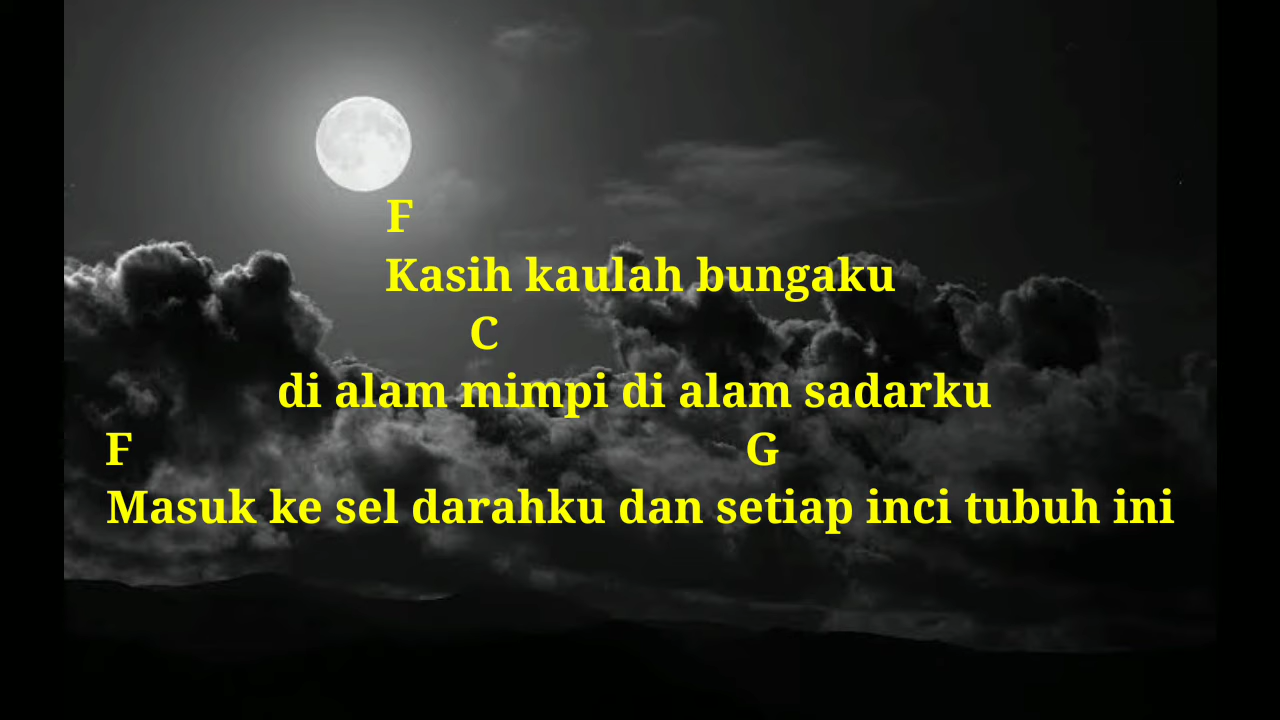 F
Kasih kaulah bungaku
C
di alam mimpi di alam sadarku
F G
Masuk ke sel darahku dan setiap inci tubuh ini